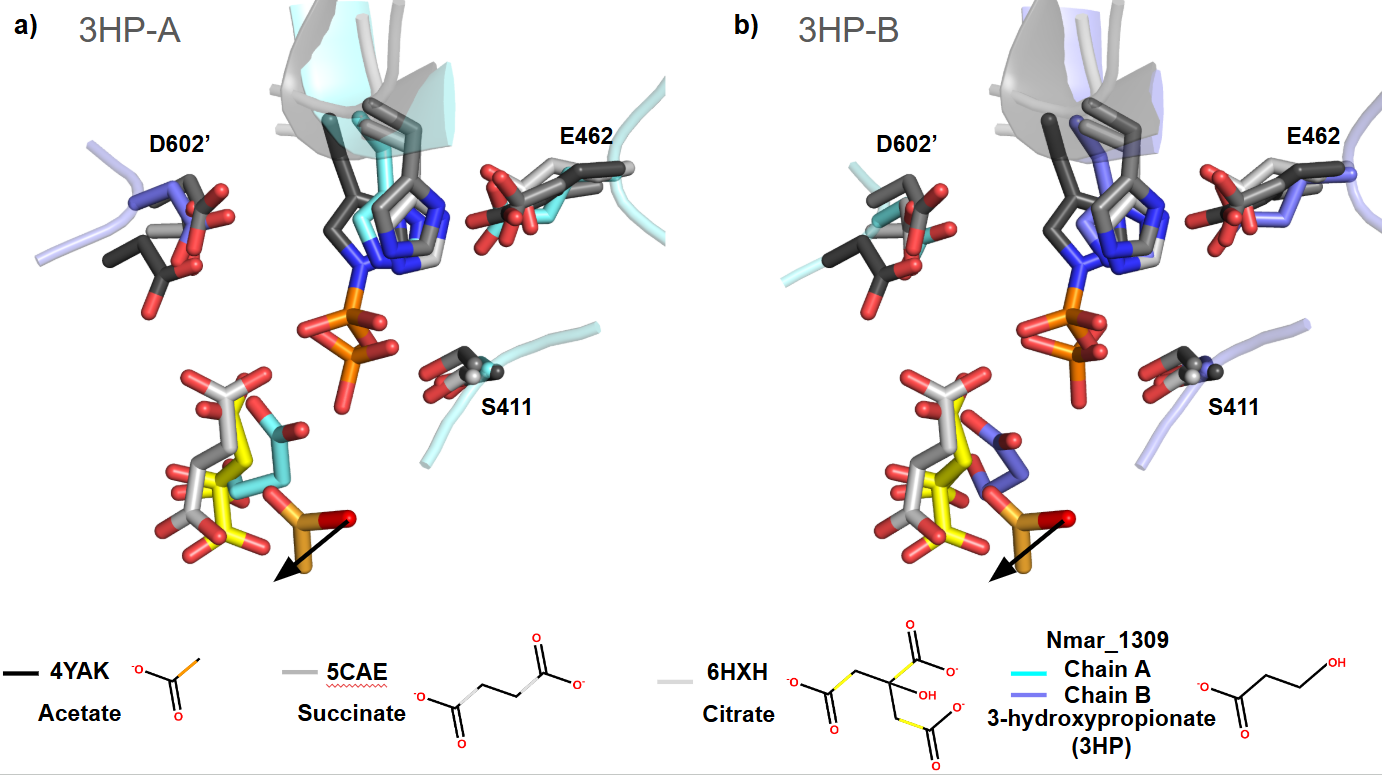 a) 3HP-A
b) 3HP-B
D602’
E462
D602’
E462
S411
S411
4YAK
Acetate
-O
O
5CAE
Succinate
O
-O
O-
O
6HXH
Citrate
O
-O
O-
OH
O
O-
O
Nmar_1309
Chain A
Chain B
3-hydroxypropionate
(3HP)
OH
-O
O